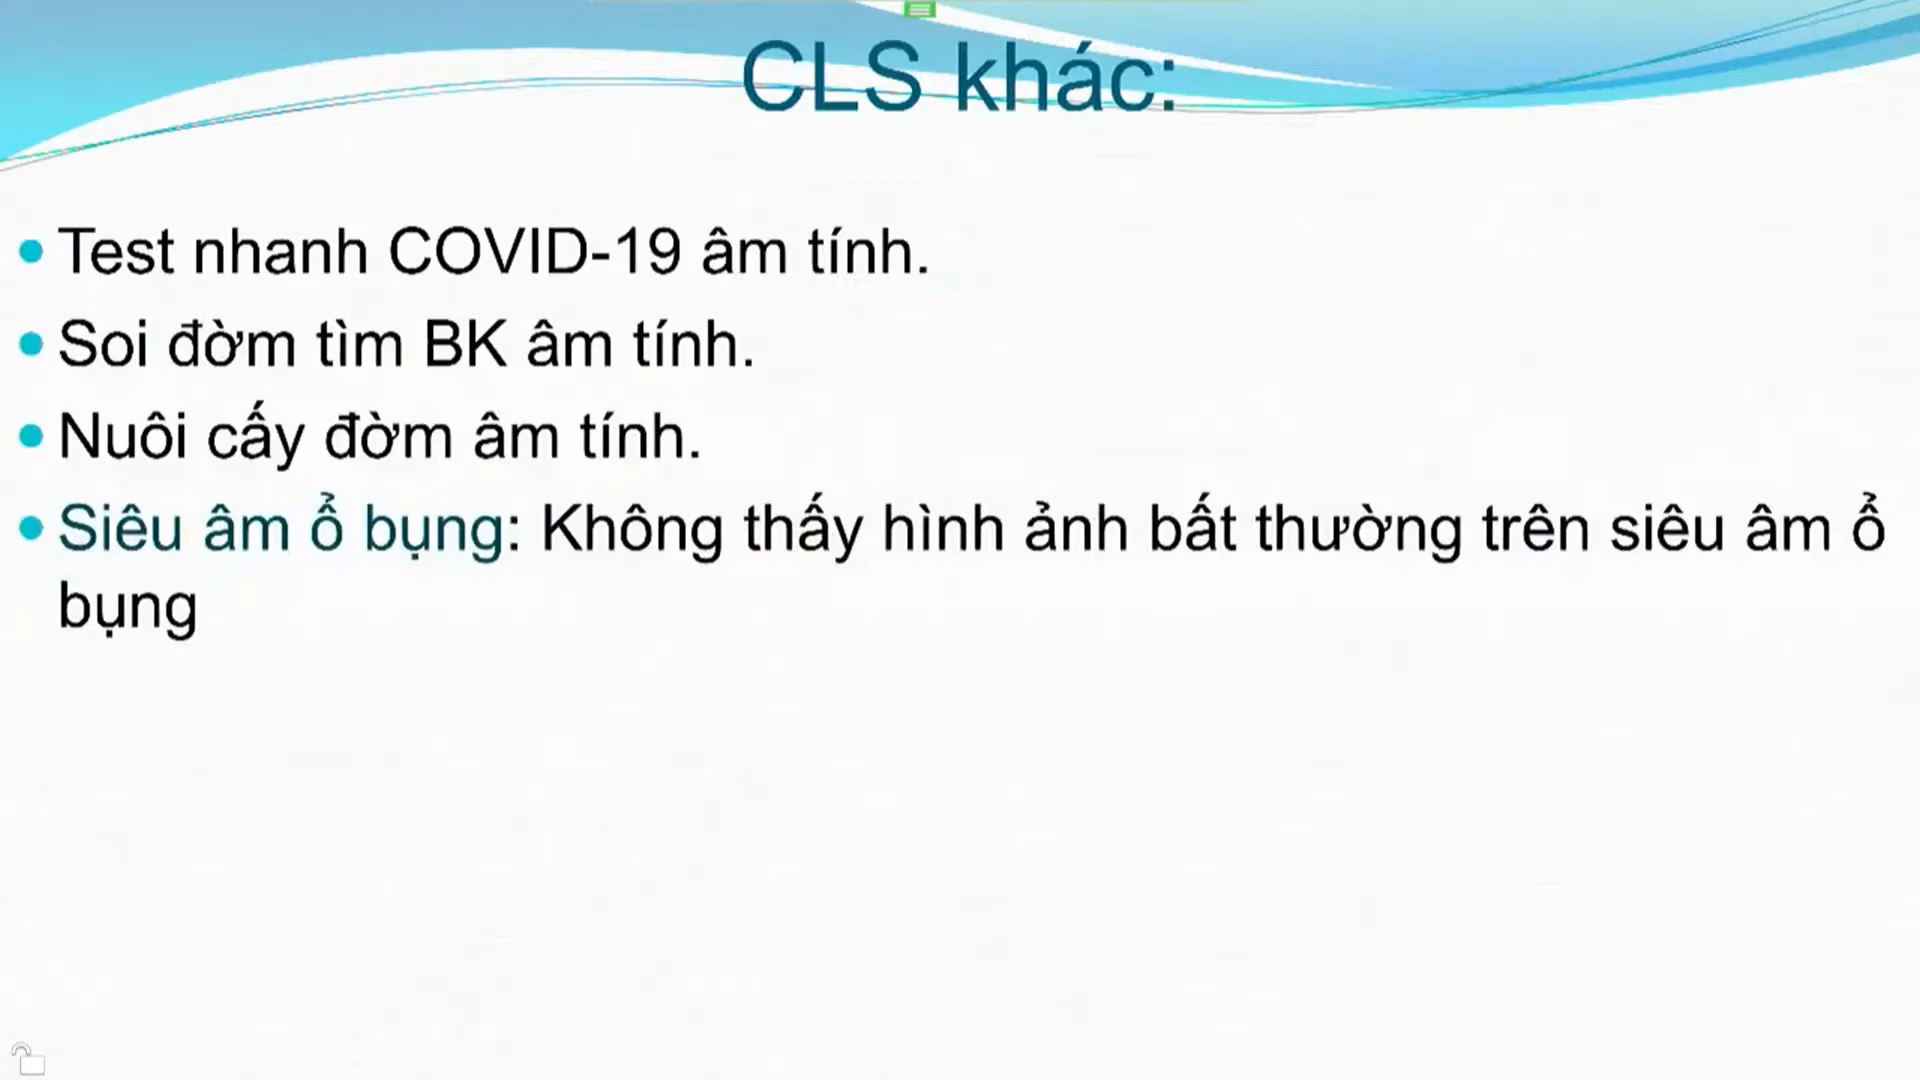 CLS khác:
Test nhanh COVID-19 âm tính.
Soi đờm tìm BK âm tính.
Nuôi cấy đờm âm tính.
Siêu âm ổ bụng: Không thấy hình ảnh bất thường trên siêu âm ổ
bụng